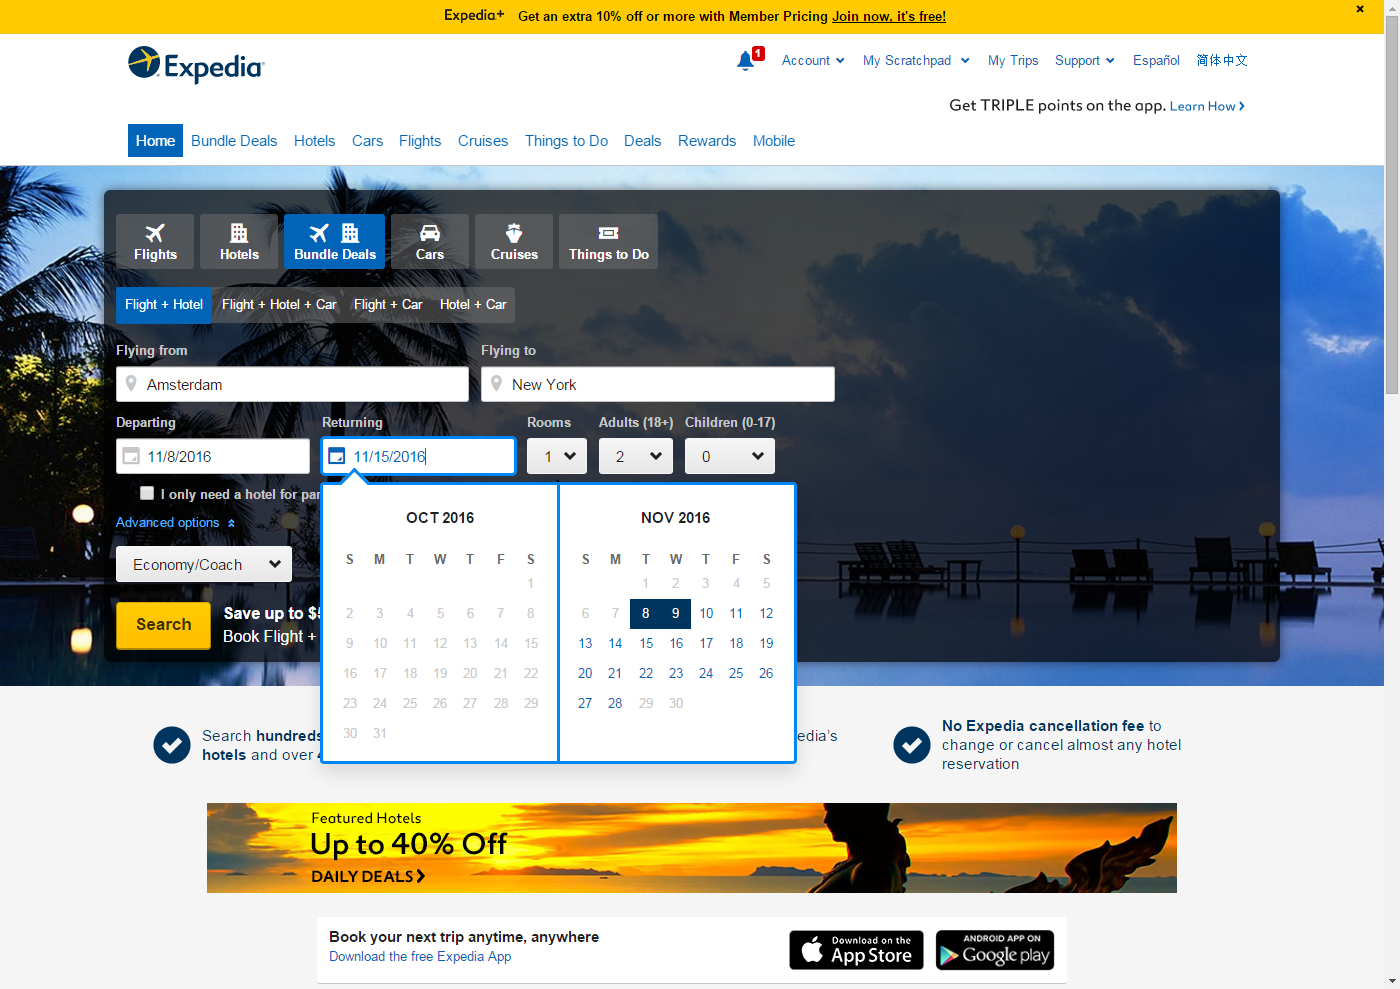 Expedia+ Get an extra 10% off or more with Member Pricing Join now, it's free!
Expedia
1
Account
My Scratchpad
My Trips
Support
Español
简体中文
Get TRIPLE points on the app. Learn How
Home
Bundle Deals
Hotels
Cars
Flights
Cruises
Things to Do
Deals
Rewards
Mobile
Flights
Hotels
Bundle Deals
Cars
Cruises
Things to Do
Flight + Hotel
Flight + Hotel + Car
Flight + Car
Hotel + Car
Flying from
Flying to
Amsterdam
New York
Departing
Returning
Rooms
Adults (18+)
Children (0-17)
11/8/2016
11/15/2016
1
2
0
I only need a hotel for par
Advanced options
Economy/Coach
Search
Save up to $5
Book Flight +
OCT 2016
S M T W T F S
1
2 3 4 5 6 7 8
9 10 11 12 13 14 15
16 17 18 19 20 21 22
23 24 25 26 27 28 29
30 31
NOV 2016
S M T W T F S
1 2 3 4 5
6 7 8 9 10 11 12
13 14 15 16 17 18 19
20 21 22 23 24 25 26
27 28 29 30
Search hundreds
hotels and over
edia's
No Expedia cancellation fee to
change or cancel almost any hotel
reservation
Featured Hotels
Up to 40% Off
DAILY DEALS
Book your next trip anytime, anywhere
Download the free Expedia App
Download on the
App Store
ANDROID APP ON
Google play